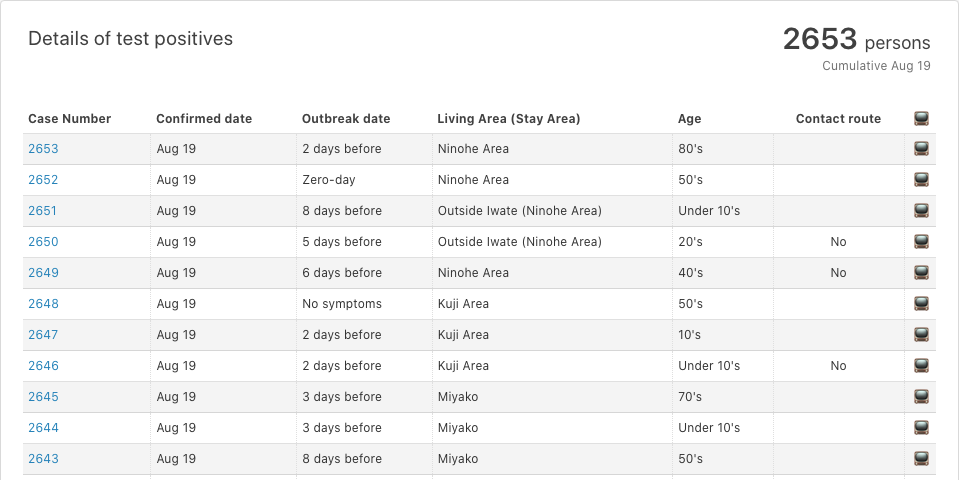 Details of test positives
2653 persons
Cumulative Aug 19
Case Number Confirmed date Outbreak date Living Area (Stay Area) Age Contact route
2653 Aug 19 2 days before Ninohe Area 80's
2652 Aug 19 Zero-day Ninohe Area 50's
2651 Aug 19 8 days before Outside Iwate (Ninohe Area) Under 10's
2650 Aug 19 5 days before Outside Iwate (Ninohe Area) 20's No
2649 Aug 19 6 days before Ninohe Area 40's No
2648 Aug 19 No symptoms Kuji Area 50's
2647 Aug 19 2 days before Kuji Area 10's
2646 Aug 19 2 days before Kuji Area Under 10's No
2645 Aug 19 3 days before Miyako 70's
2644 Aug 19 3 days before Miyako Under 10's
2643 Aug 19 8 days before Miyako 50's